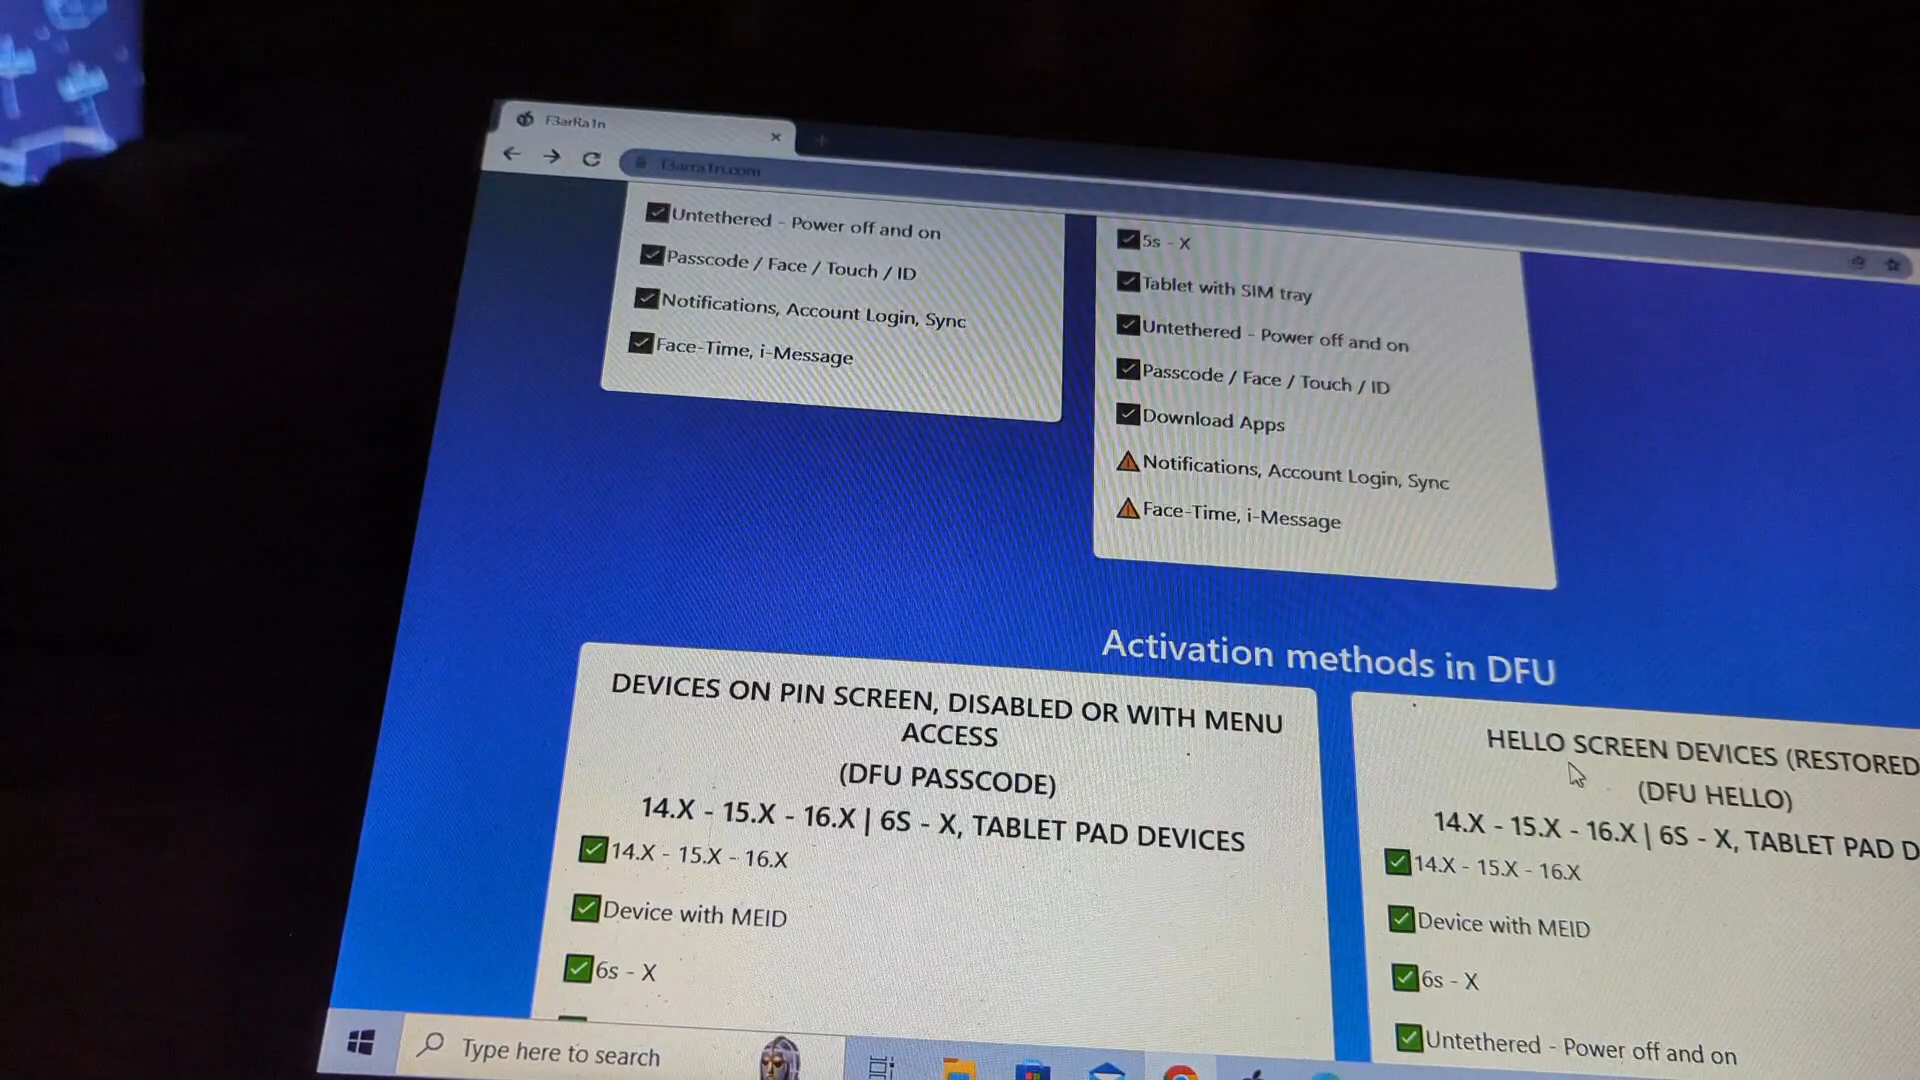 F3arRa1n
f3arra1n.com
Untethered - Power off and on
Passcode / Face / Touch / ID
Notifications, Account Login, Sync
Face-Time, i-Message
5s - X
Tablet with SIM tray
Untethered - Power off and on
Passcode / Face / Touch / ID
Download Apps
Notifications, Account Login, Sync
Face-Time, i-Message
Activation methods in DFU
DEVICES ON PIN SCREEN, DISABLED OR WITH MENU
ACCESS
(DFU PASSCODE)
14.X - 15.X - 16.X | 6S - X, TABLET PAD DEVICES
14.X - 15.X - 16.X
Device with MEID
6s - X
HELLO SCREEN DEVICES (RESTORED
(DFU HELLO)
14.X - 15.X - 16.X | 6S - X, TABLET PAD D
14.X - 15.X - 16.X
Device with MEID
6s - X
Untethered - Power off and on
Type here to search